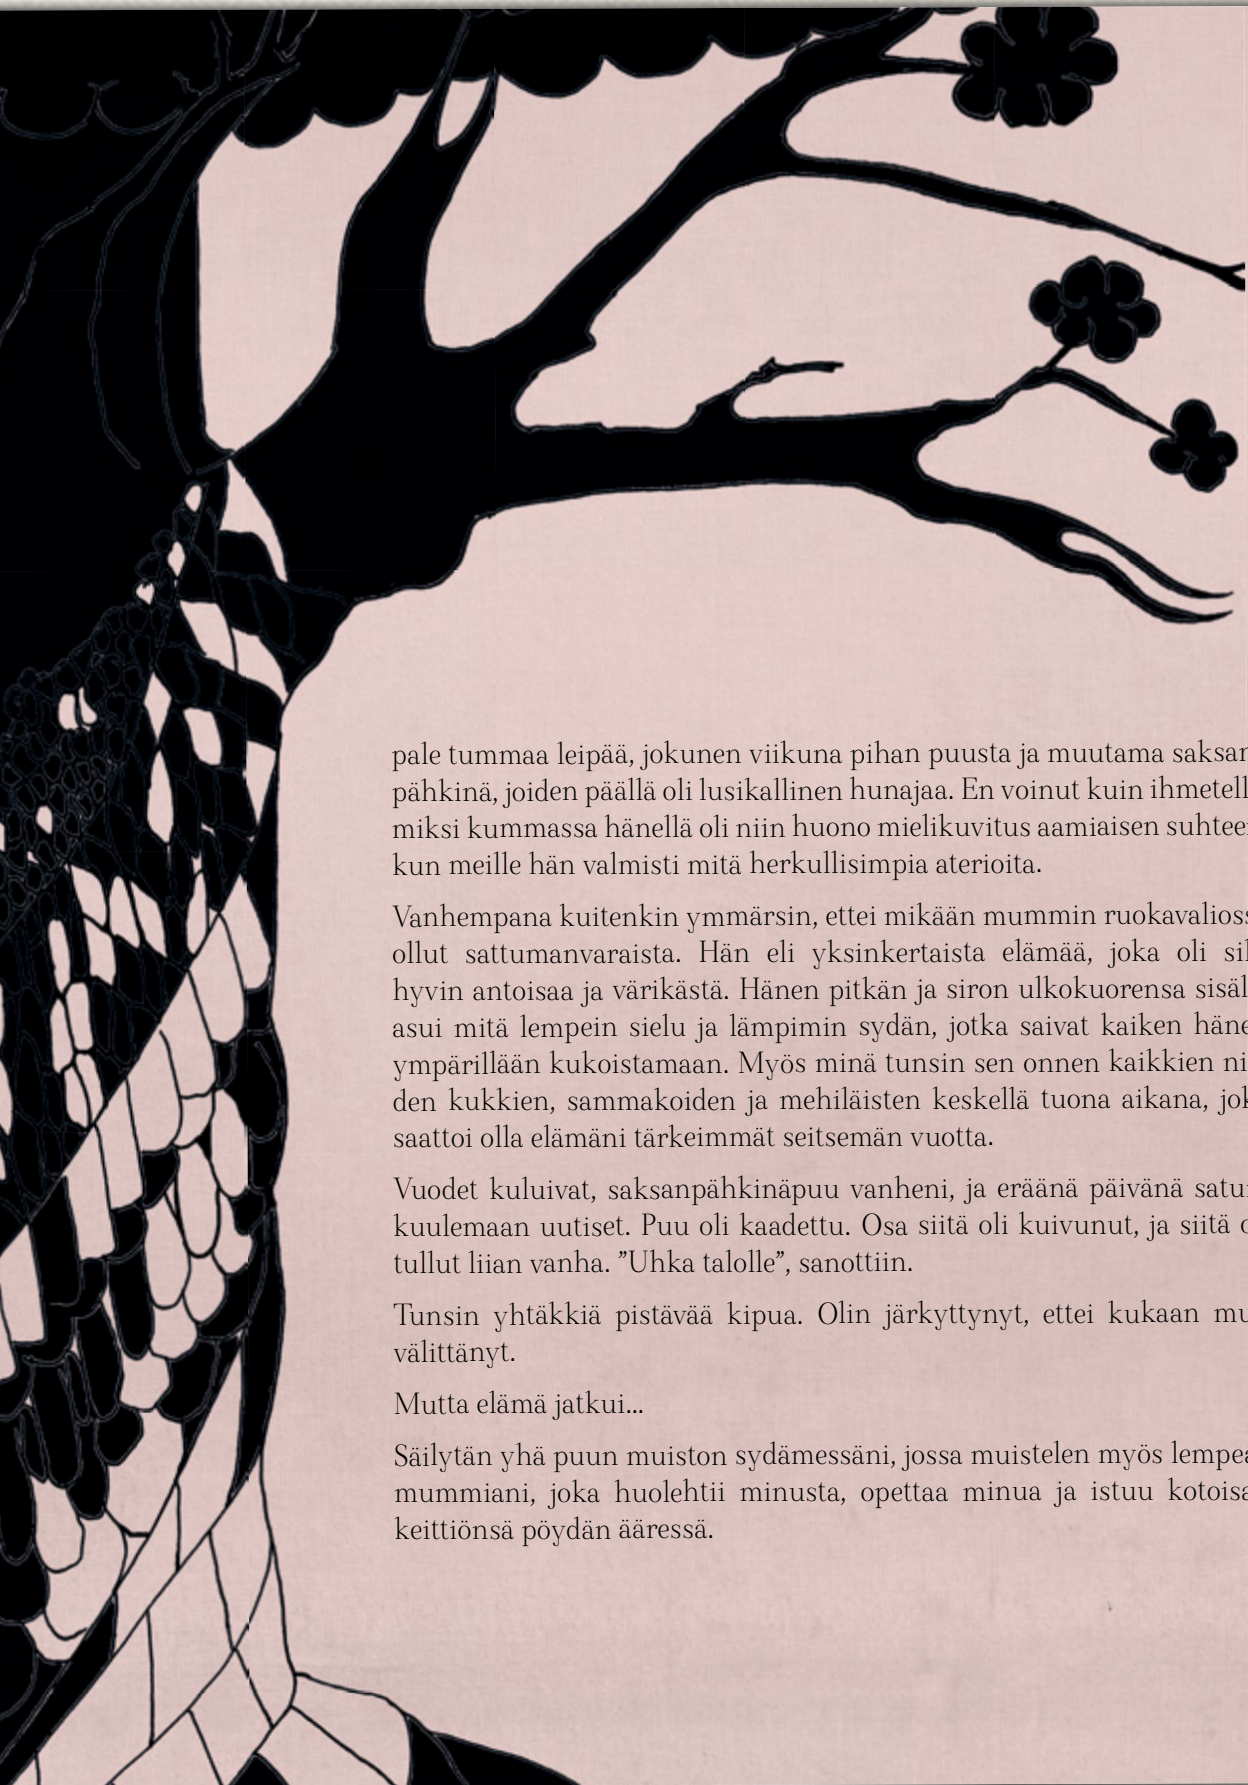 pale tummaa leipää, jokunen viikuna pihan puusta ja muutama saksan
pähkinä, joiden päällä oli lusikallinen hunajaa. En voinut kuin ihmetell
miksi kummassa hänellä oli niin huono mielikuvitus aamiaisen suhteen
kun meille hän valmisti mitä herkullisimpia aterioita.
Vanhempana kuitenkin ymmärsin, ettei mikään mummin ruokavalioss
ollut sattumanvaraista. Hän eli yksinkertaista elämää, joka oli sil
hyvin antoisaa ja värikästä. Hänen pitkän ja siron ulkokuorensa sisäl
asui mitä lempein sielu ja lämpimin sydän, jotka saivat kaiken häne
ympärillään kukoistamaan. Myös minä tunsin sen onnen kaikkien nii
den kukkien, sammakoiden ja mehiläisten keskellä tuona aikana, jok
saattoi olla elämäni tärkeimmät seitsemän vuotta.
Vuodet kuluivat, saksanpähkinäpuu vanheni, ja eräänä päivänä satui
kuulemaan uutiset. Puu oli kaadettu. Osa siitä oli kuivunut, ja siitä o
tullut liian vanha. ”Uhka talolle”, sanottiin.
Tunsin yhtäkkiä pistävää kipua. Olin järkyttynyt, ettei kukaan mu
välittänyt.
Mutta elämä jatkui...
Säilytän yhä puun muiston sydämessäni, jossa muistelen myös lempeä
mummiani, joka huolehtii minusta, opettaa minua ja istuu kotoisa
keittiönsä pöydän ääressä.